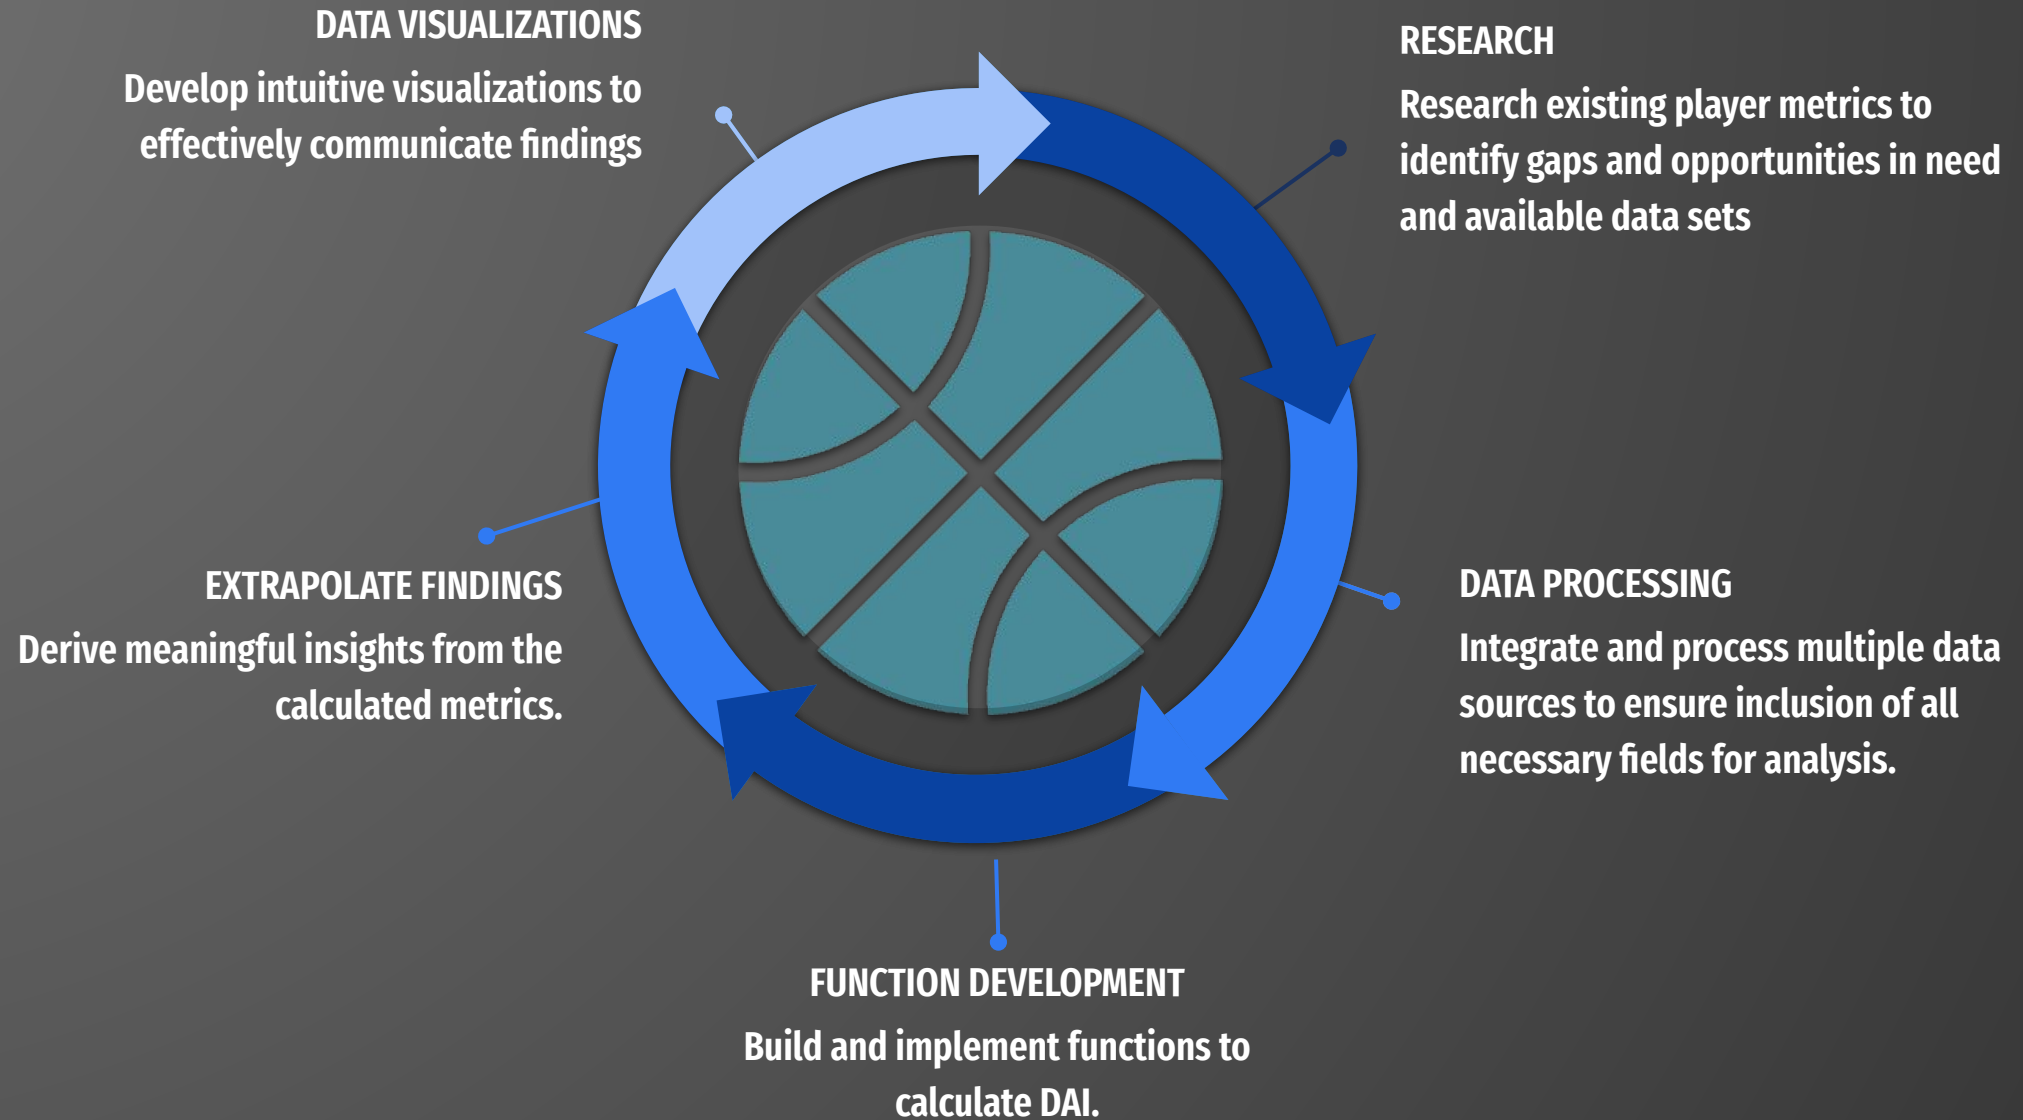 DATA VISUALIZATIONS
Develop intuitive visualizations to
effectively communicate findings
RESEARCH
Research existing player metrics to
identify gaps and opportunities in need
and available data sets
EXTRAPOLATE FINDINGS
Derive meaningful insights from the
calculated metrics.
DATA PROCESSING
Integrate and process multiple data
sources to ensure inclusion of all
necessary fields for analysis.
FUNCTION DEVELOPMENT
Build and implement functions to
calculate DAI.